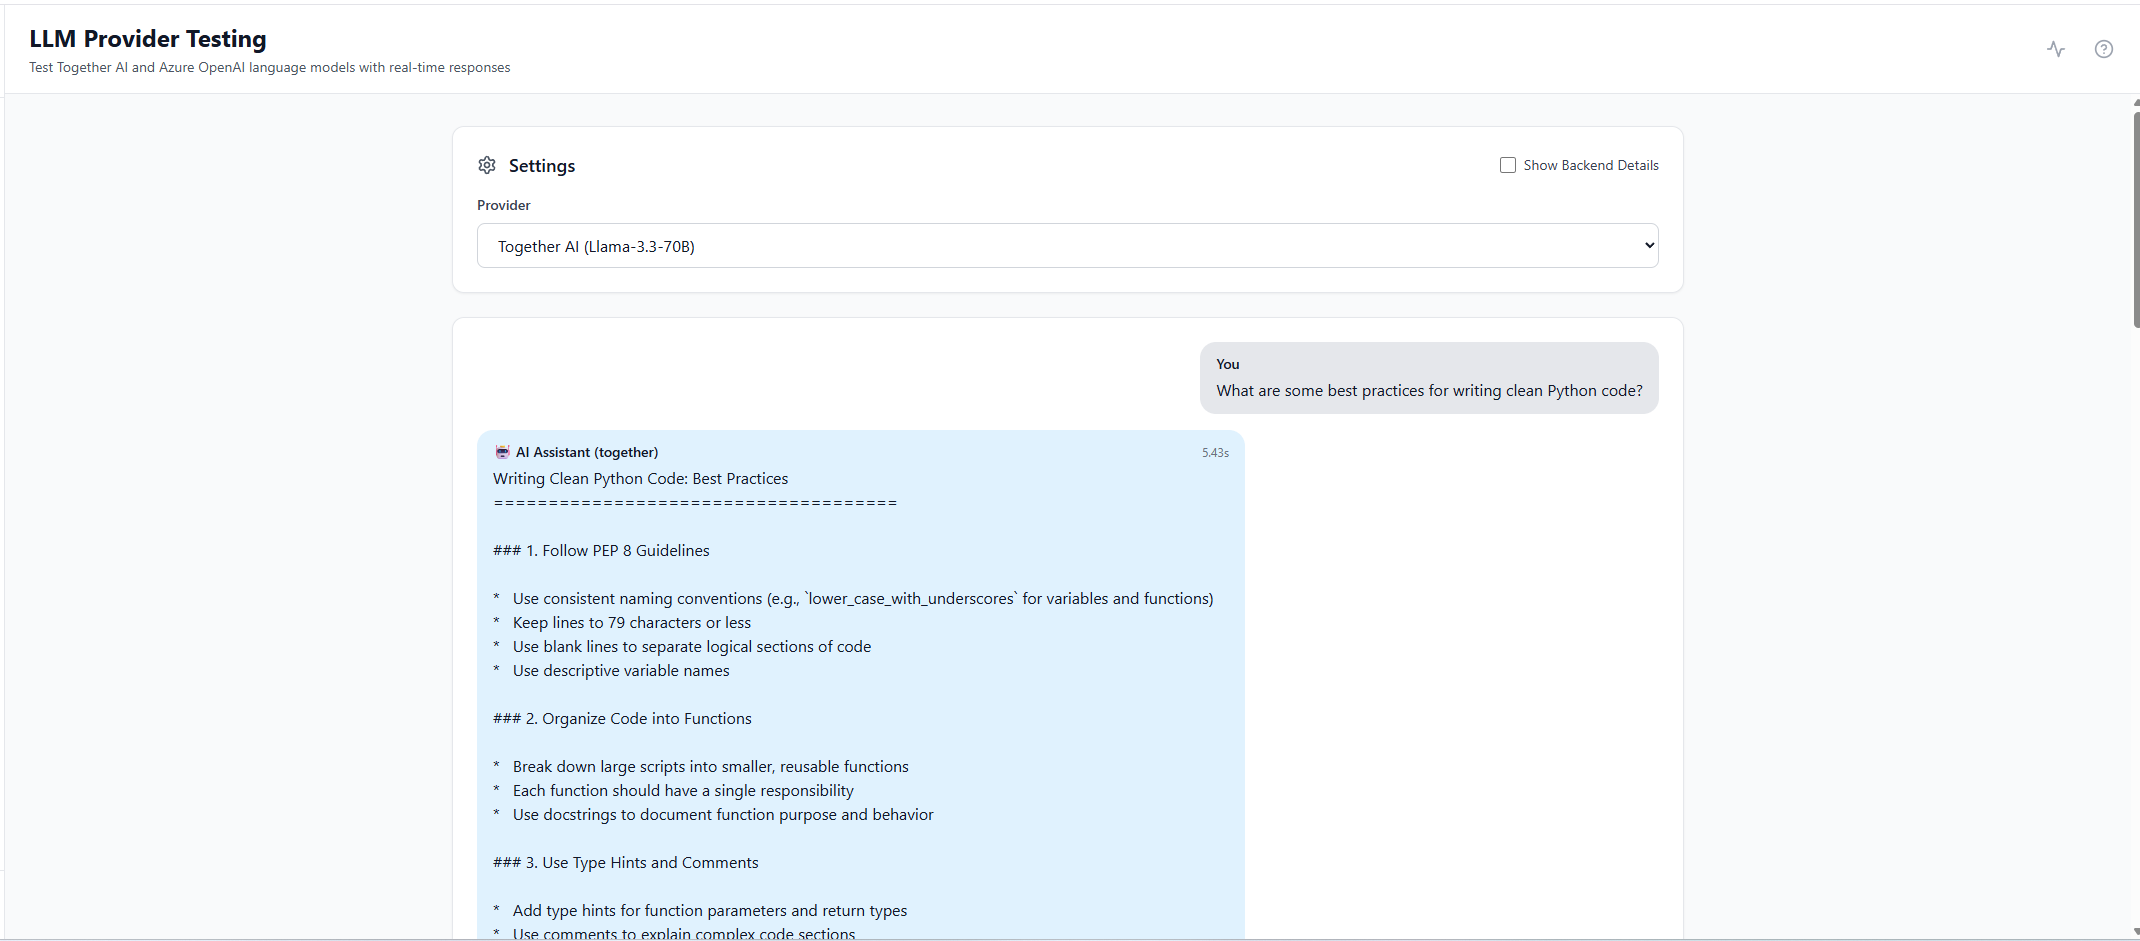 LLM Provider Testing
Test Together AI and Azure OpenAI language models with real-time responses
Settings
Show Backend Details
Provider
Together AI (Llama-3.3-70B)
You
What are some best practices for writing clean Python code?
AI Assistant (together)
5.43s
Writing Clean Python Code: Best Practices
=====================================
### 1. Follow PEP 8 Guidelines
*   Use consistent naming conventions (e.g., `lower_case_with_underscores` for variables and functions)
*   Keep lines to 79 characters or less
*   Use blank lines to separate logical sections of code
*   Use descriptive variable names
### 2. Organize Code into Functions
*   Break down large scripts into smaller, reusable functions
*   Each function should have a single responsibility
*   Use docstrings to document function purpose and behavior
### 3. Use Type Hints and Comments
*   Add type hints for function parameters and return types
*   Use comments to explain complex code sections